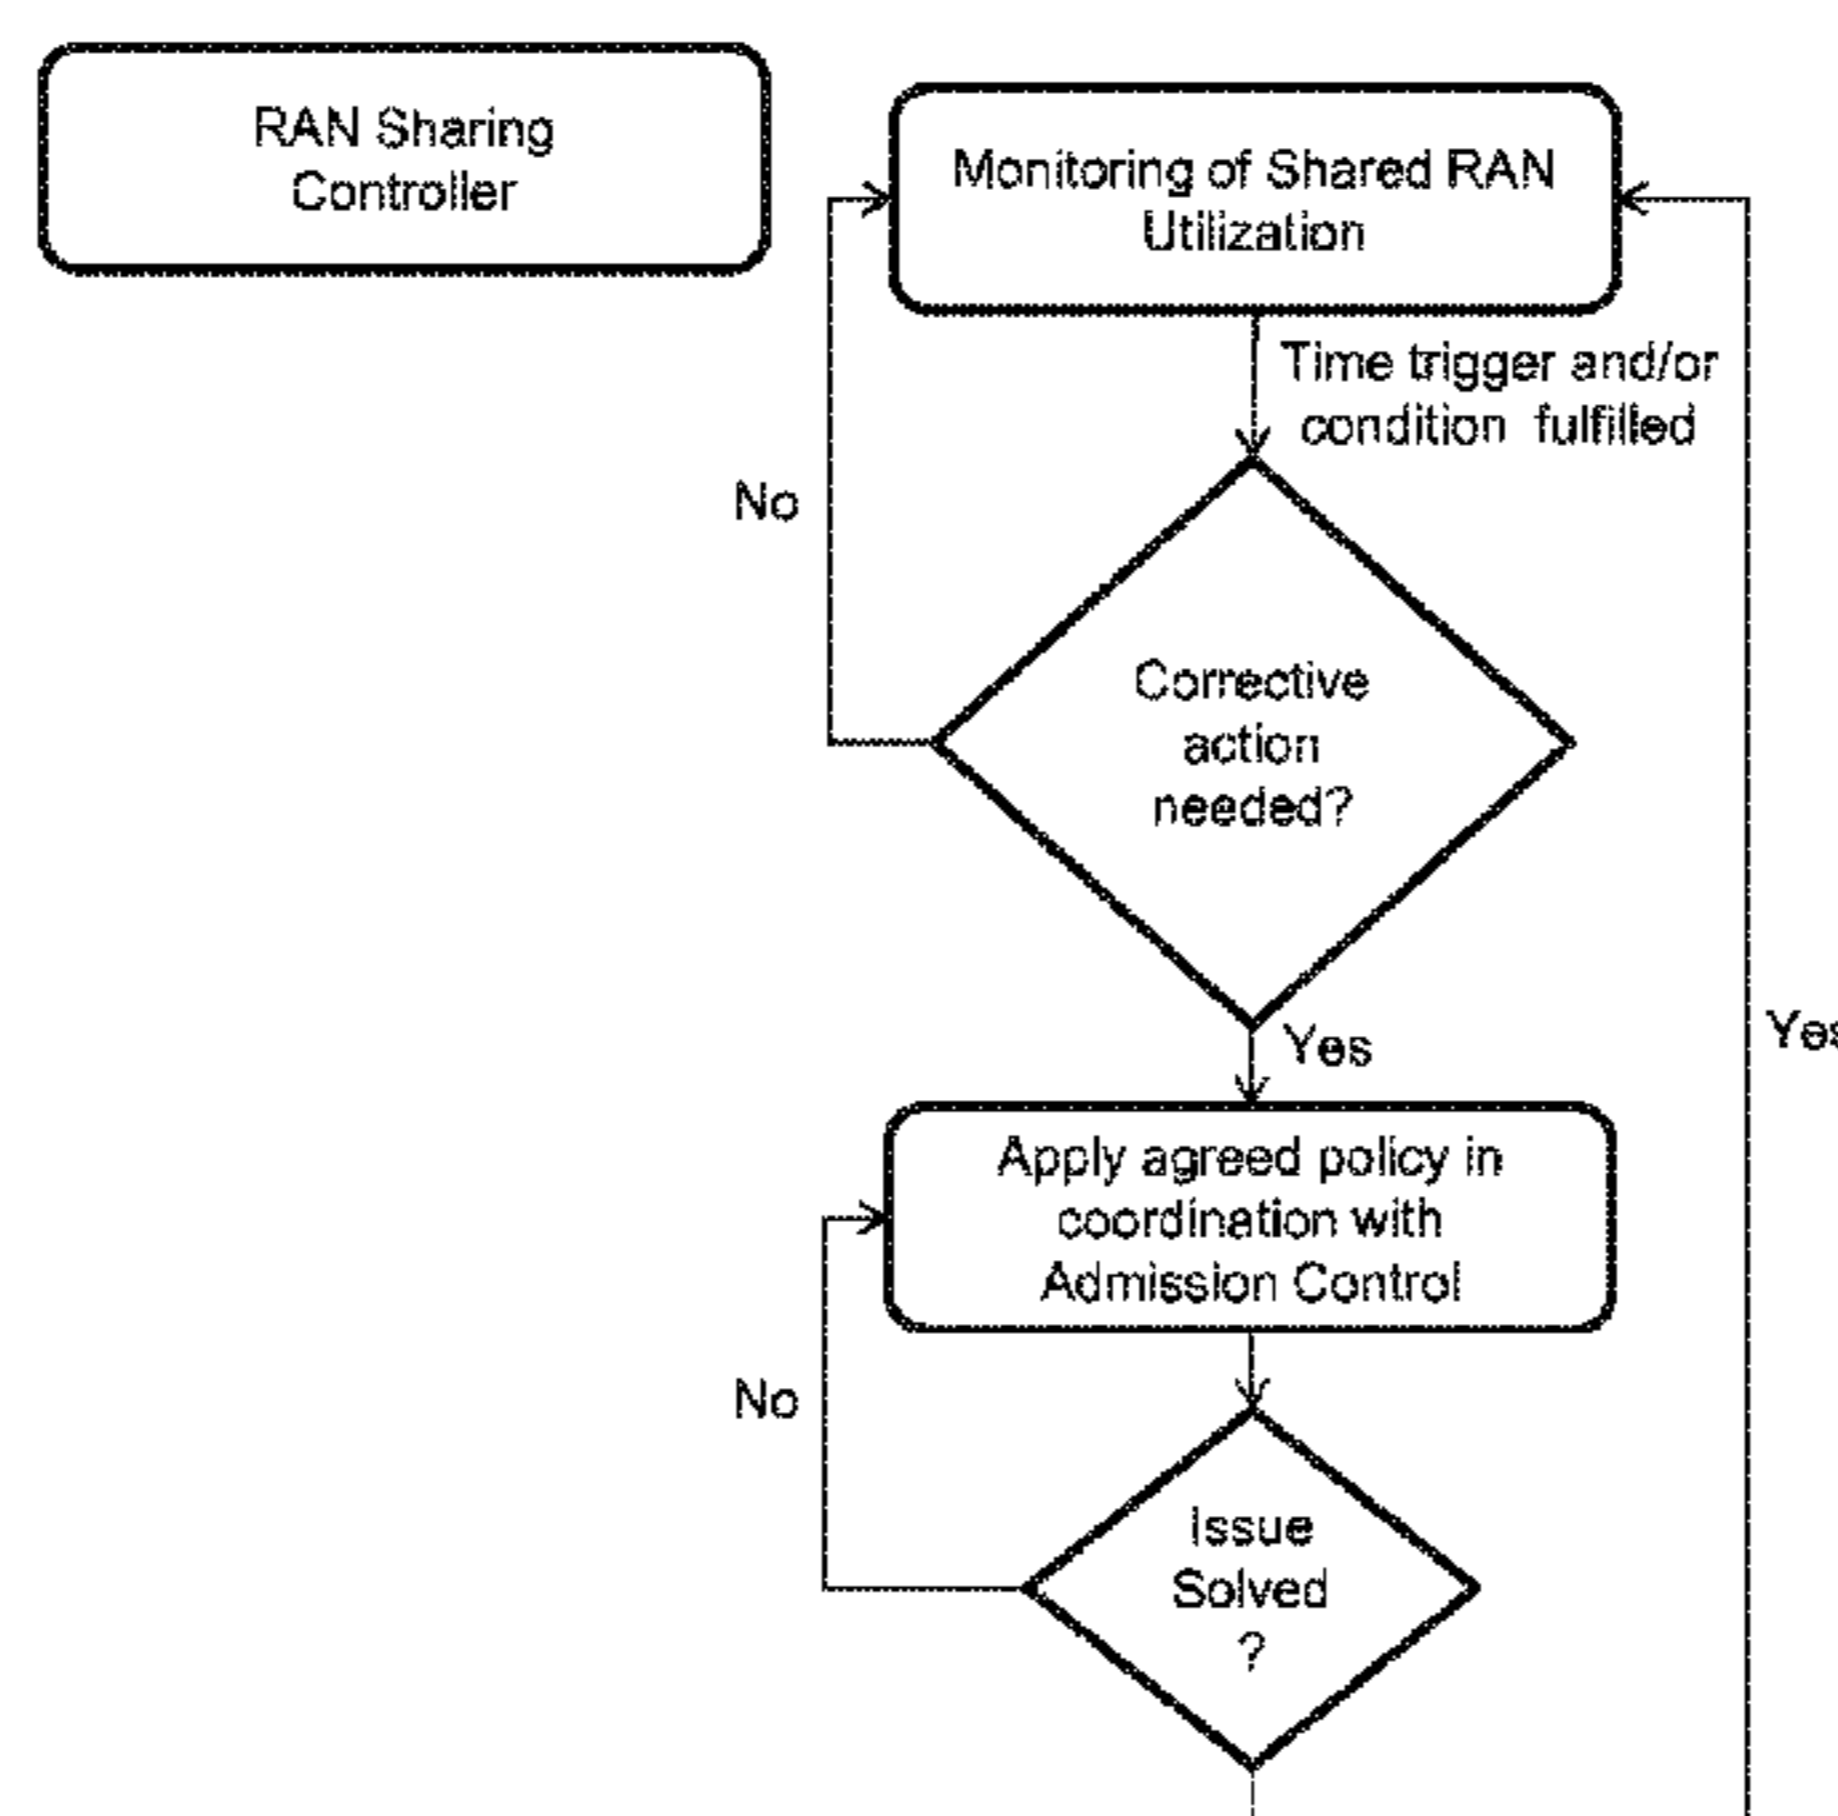 RAN Sharing
Controller
Monitoring of Shared RAN
Utilization
Time trigger and/or
condition fulfilled
No
Corrective
action
needed?
Yes
Yes
Apply agreed policy in
coordination with
Admission Control
No
Issue
Solved
?